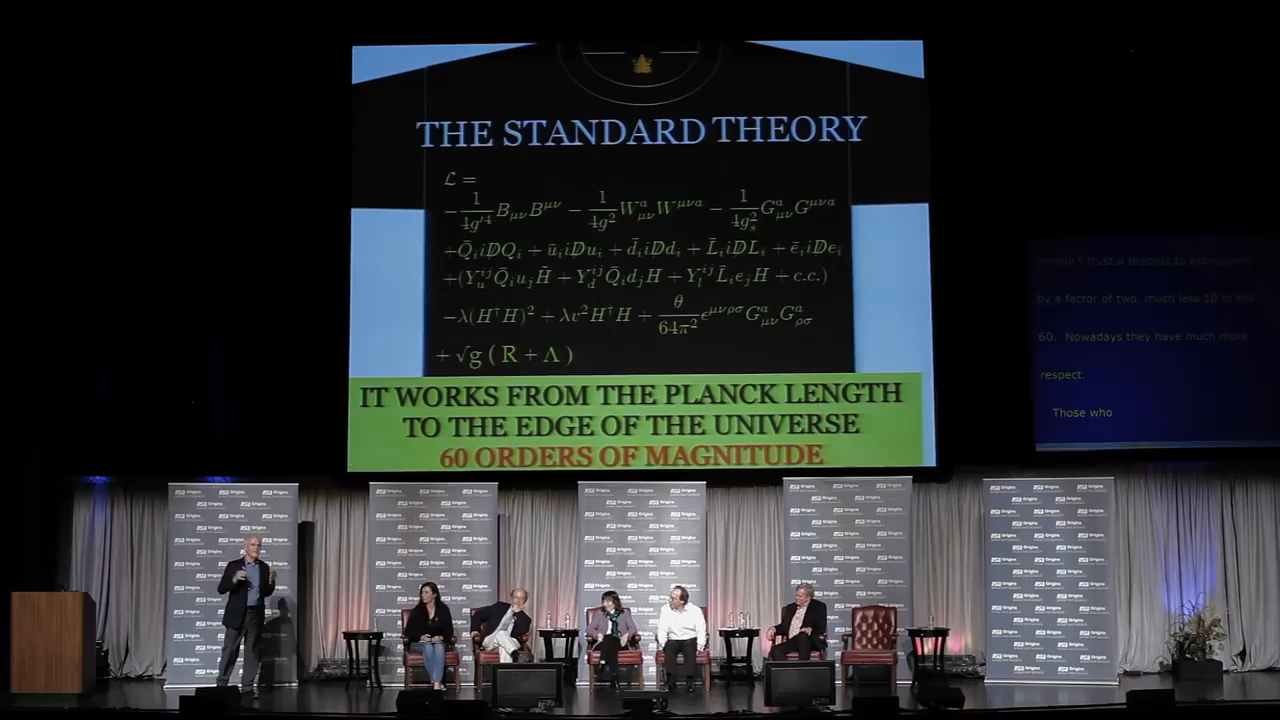 THE STANDARD THEORY
ℒ =
−1/4g′⁴ B_μν B^μν − 1/4g² W^a_μν W^μνa − 1/4g_s² G^a_μν G^μνa
+Q̄_i iD̸Q_i + ū_i iD̸u_i + d̄_i iD̸d_i + L̄_i iD̸L_i + ē_i iD̸e_i
+(Y_u^ij Q̄_i u_j H̃ + Y_d^ij Q̄_i d_j H + Y_l^ij L̄_i e_j H + c.c.)
−λ(H†H)² + λv²H†H + θ/64π² ε^μνρσ G^a_μν G^a_ρσ
+ √g ( R + Λ )
IT WORKS FROM THE PLANCK LENGTH
TO THE EDGE OF THE UNIVERSE
60 ORDERS OF MAGNITUDE
by a factor of two, much less 10 to the
60. Nowadays they have much more
respect.
Those who
Origins